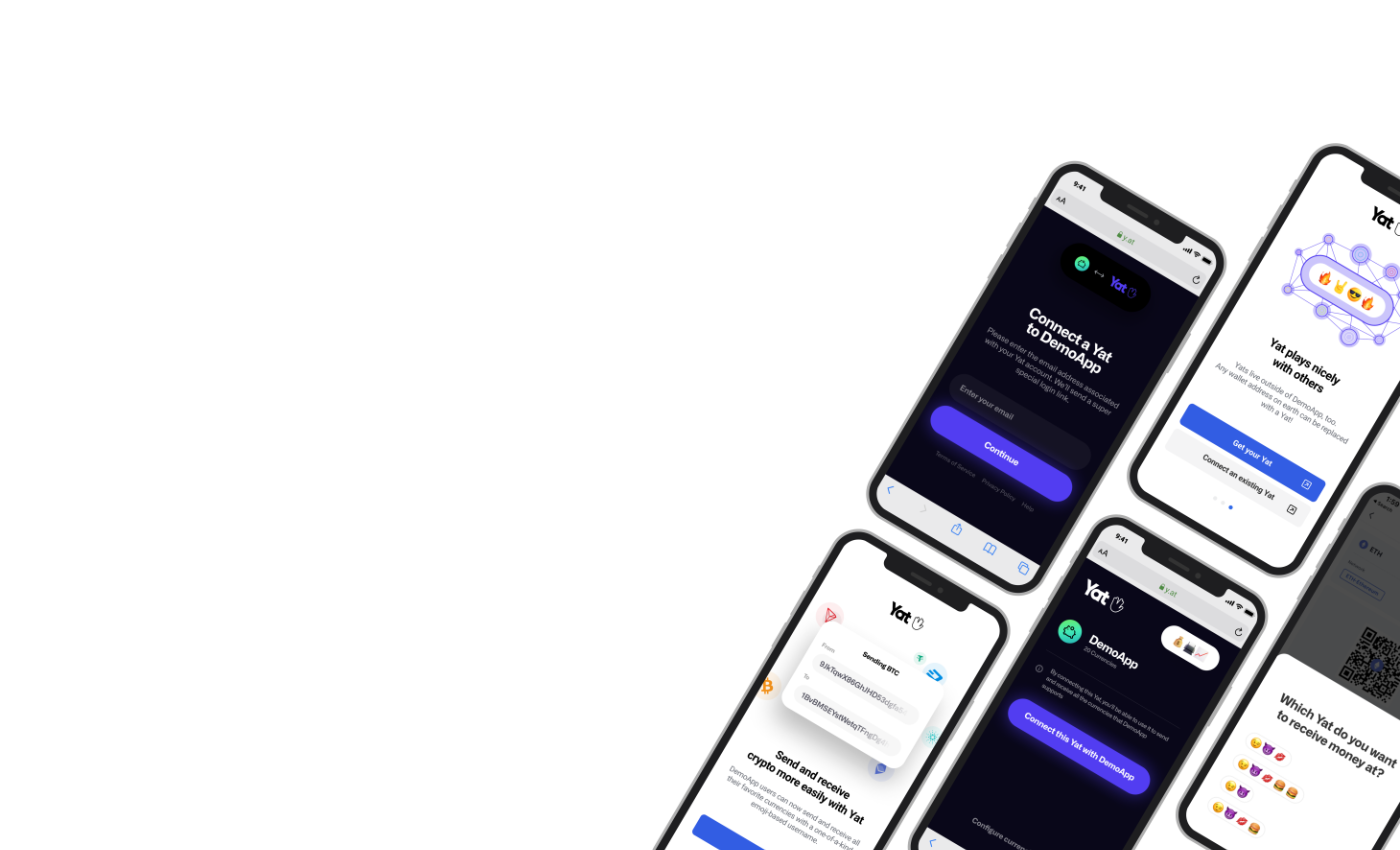 9:41
AA
y.at
Yat
Connect a Yat
to DemoApp
Please enter the email address associated
with your Yat account. We'll send a super
special login link.
Enter your email
Continue
Terms of Service Privacy Policy Help
Yat
Yat plays nicely
with others
Yats live outside of DemoApp, too.
Any wallet address on earth can be replaced
with a Yat!
Get your Yat
Connect an existing Yat
Yat
Sending BTC
From
To
Send and receive
crypto more easily with Yat
DemoApp users can now send and receive all
their favorite currencies with a one-of-a-kind
emoji-based username.
9:41
AA
y.at
Yat
DemoApp
20 Currencies
By connecting this Yat, you'll be able to use it to send
and receive all the currencies that DemoApp
supports
Connect this Yat with DemoApp
Search
ETH
Which Yat do you want
to receive money at?